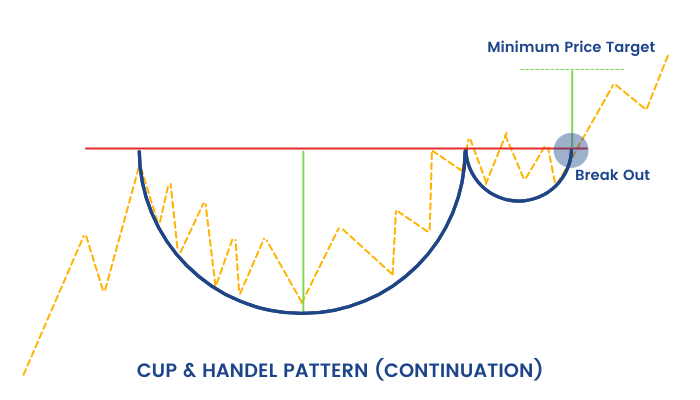 Minimum Price Target
Break Out
CUP & HANDEL PATTERN (CONTINUATION)